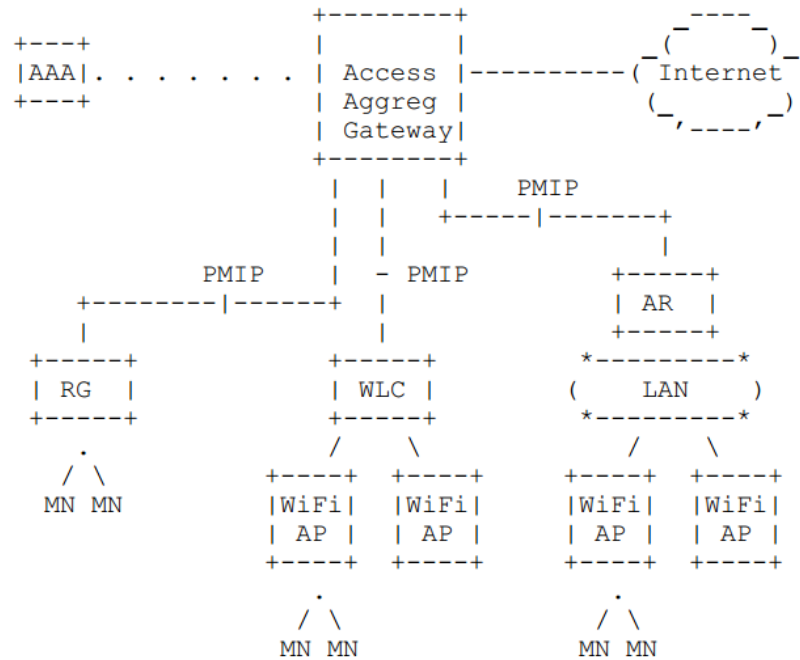 AAA
Access
Aggreg
Gateway
Internet
PMIP
PMIP
PMIP
AR
RG
WLC
LAN
MN MN
WiFi
AP
WiFi
AP
WiFi
AP
WiFi
AP
MN MN
MN MN